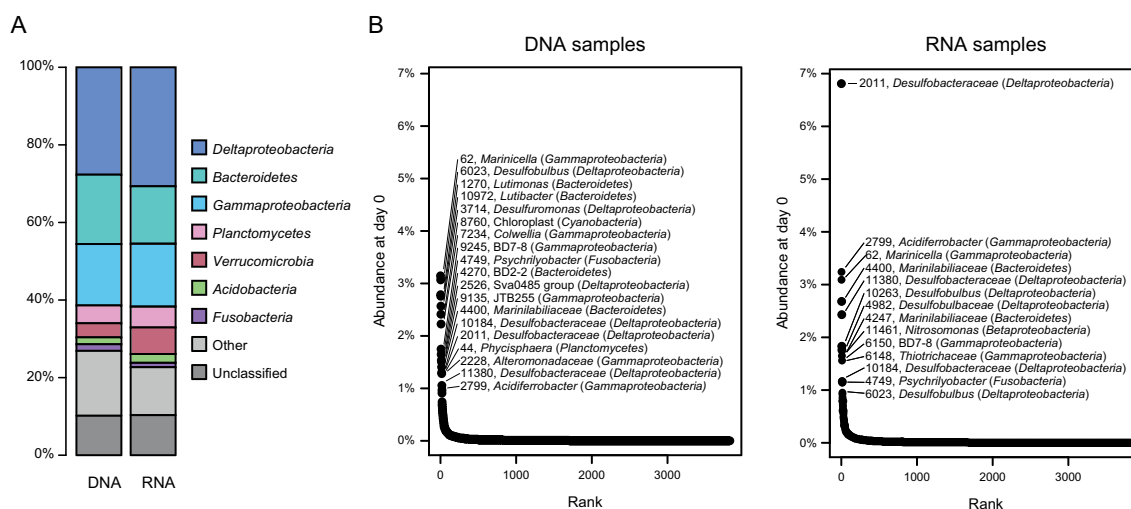 A
100%
80%
60%
40%
20%
0%
DNA
RNA
Deltaproteobacteria
Bacteroidetes
Gammaproteobacteria
Planctomycetes
Verrucomicrobia
Acidobacteria
Fusobacteria
Other
Unclassified
B
DNA samples
Abundance at day 0
7%
6%
5%
4%
3%
2%
1%
0%
62, Marinicella (Gammaproteobacteria)
6023, Desulfobulbus (Deltaproteobacteria)
1270, Lutimonas (Bacteroidetes)
10972, Lutibacter (Bacteroidetes)
3714, Desulfuromonas (Deltaproteobacteria)
8760, Chloroplast (Cyanobacteria)
7234, Colwellia (Gammaproteobacteria)
9245, BD7-8 (Gammaproteobacteria)
4749, Psychrilyobacter (Fusobacteria)
4270, BD2-2 (Bacteroidetes)
2526, Sva0485 group (Deltaproteobacteria)
9135, JTB255 (Gammaproteobacteria)
4400, Marinilabiliaceae (Bacteroidetes)
10184, Desulfobacteraceae (Deltaproteobacteria)
2011, Desulfobacteraceae (Deltaproteobacteria)
44, Phycisphaera (Planctomycetes)
2228, Alteromonadaceae (Gammaproteobacteria)
11380, Desulfobacteraceae (Deltaproteobacteria)
2799, Acidiferrobacter (Gammaproteobacteria)
0
1000
2000
3000
Rank
RNA samples
Abundance at day 0
7%
6%
5%
4%
3%
2%
1%
0%
2011, Desulfobacteraceae (Deltaproteobacteria)
2799, Acidiferrobacter (Gammaproteobacteria)
62, Marinicella (Gammaproteobacteria)
4400, Marinilabiliaceae (Bacteroidetes)
11380, Desulfobacteraceae (Deltaproteobacteria)
10263, Desulfobulbus (Deltaproteobacteria)
4982, Desulfobulbaceae (Deltaproteobacteria)
4247, Marinilabiliaceae (Bacteroidetes)
11461, Nitrosomonas (Betaproteobacteria)
6150, BD7-8 (Gammaproteobacteria)
6148, Thiotrichaceae (Gammaproteobacteria)
10184, Desulfobacteraceae (Deltaproteobacteria)
4749, Psychrilyobacter (Fusobacteria)
6023, Desulfobulbus (Deltaproteobacteria)
0
1000
2000
3000
Rank